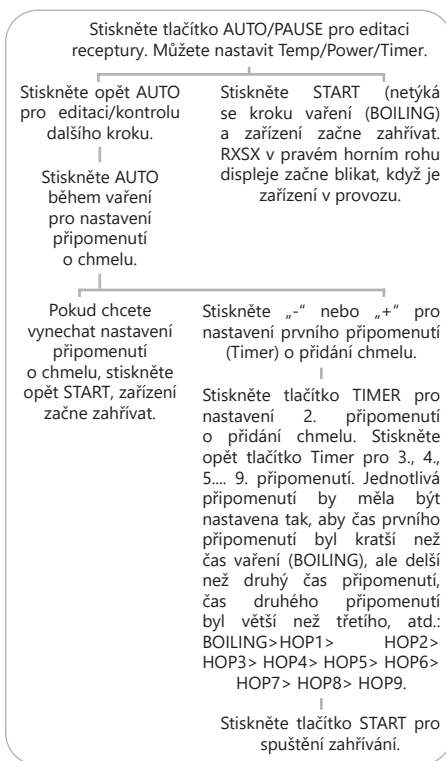 Stiskněte tlačítko AUTO/PAUSE pro editaci
receptury. Můžete nastavit Temp/Power/Timer.
Stiskněte opět AUTO
pro editaci/kontrolu
dalšího kroku.
Stiskněte AUTO
během vaření
pro nastavení
připomenutí
o chmelu.
Stiskněte START (netýká
se kroku vaření (BOILING)
a zařízení začne zahřívat.
RXSX v pravém horním rohu
displeje začne blikat, když je
zařízení v provozu.
Pokud chcete
vynechat nastavení
připomenutí
o chmelu, stiskněte
opět START, zařízení
začne zahřívat.
Stiskněte „-“ nebo „+“ pro
nastavení prvního připomenutí
(Timer) o přidání chmelu.
Stiskněte tlačítko TIMER pro
nastavení 2. připomenutí
o přidání chmelu. Stiskněte
opět tlačítko Timer pro 3., 4.,
5.... 9. připomenutí. Jednotlivá
připomenutí by měla být
nastavena tak, aby čas prvního
připomenutí byl kratší než
čas vaření (BOILING), ale delší
než druhý čas připomenutí,
čas druhého připomenutí
byl větší než třetího, atd.:
BOILING>HOP1> HOP2>
HOP3> HOP4> HOP5> HOP6>
HOP7> HOP8> HOP9.
Stiskněte tlačítko START pro
spuštění zahřívání.